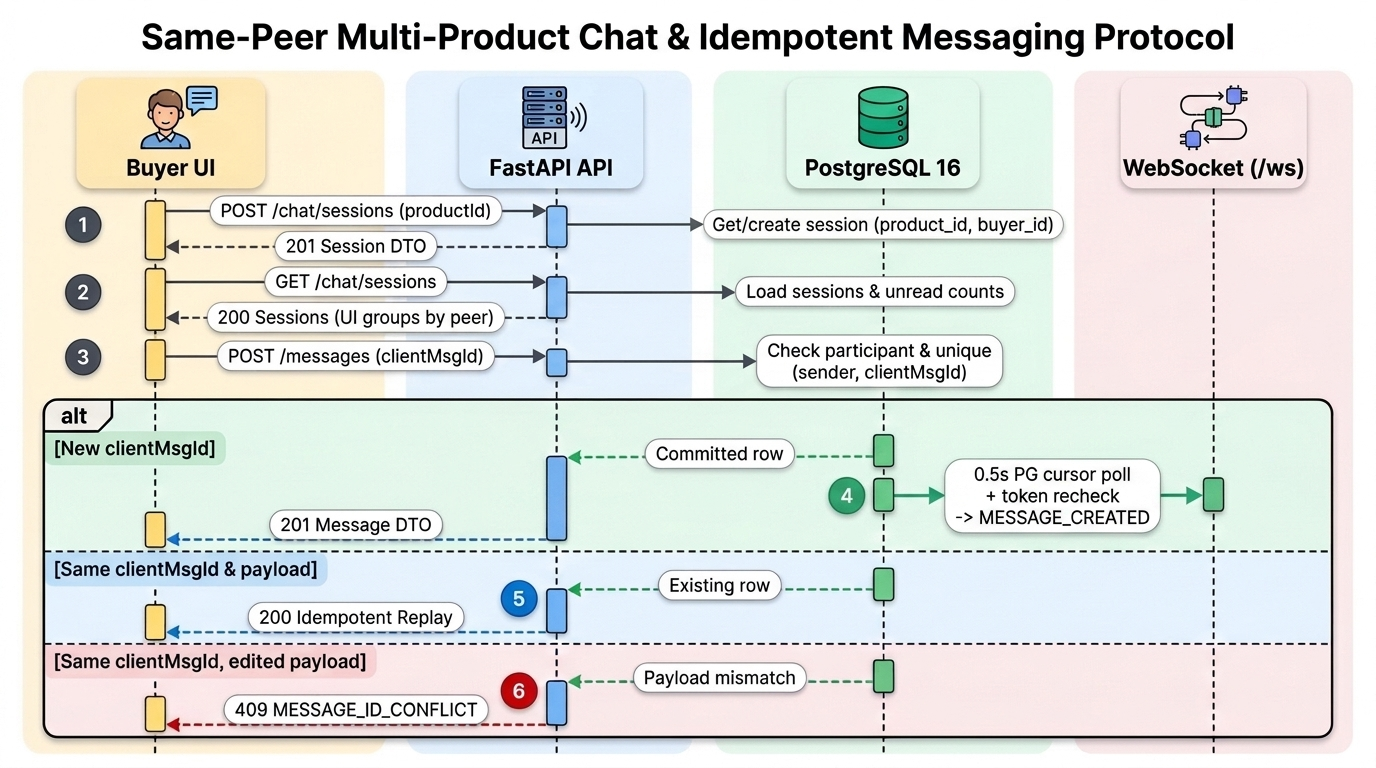 Same-Peer Multi-Product Chat & Idempotent Messaging Protocol
Buyer UI
API
FastAPI API
PostgreSQL 16
WebSocket (/ws)
1
POST /chat/sessions (productId)
Get/create session (product_id, buyer_id)
201 Session DTO
2
GET /chat/sessions
Load sessions & unread counts
200 Sessions (UI groups by peer)
3
POST /messages (clientMsgId)
Check participant & unique
(sender, clientMsgId)
alt
[New clientMsgId]
Committed row
4
0.5s PG cursor poll
+ token recheck
-> MESSAGE_CREATED
201 Message DTO
[Same clientMsgId & payload]
Existing row
5
200 Idempotent Replay
[Same clientMsgId, edited payload]
Payload mismatch
6
409 MESSAGE_ID_CONFLICT